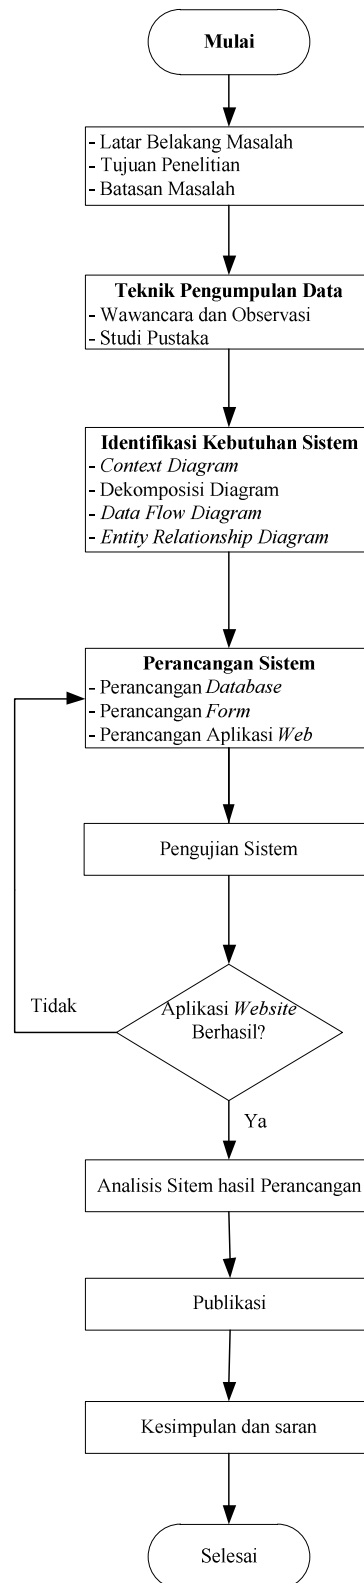 Mulai
- Latar Belakang Masalah
- Tujuan Penelitian
- Batasan Masalah
Teknik Pengumpulan Data
- Wawancara dan Observasi
- Studi Pustaka
Identifikasi Kebutuhan Sistem
- Context Diagram
- Dekomposisi Diagram
- Data Flow Diagram
- Entity Relationship Diagram
Perancangan Sistem
- Perancangan Database
- Perancangan Form
- Perancangan Aplikasi Web
Pengujian Sistem
Aplikasi Website
Berhasil?
Tidak
Ya
Analisis Sitem hasil Perancangan
Publikasi
Kesimpulan dan saran
Selesai